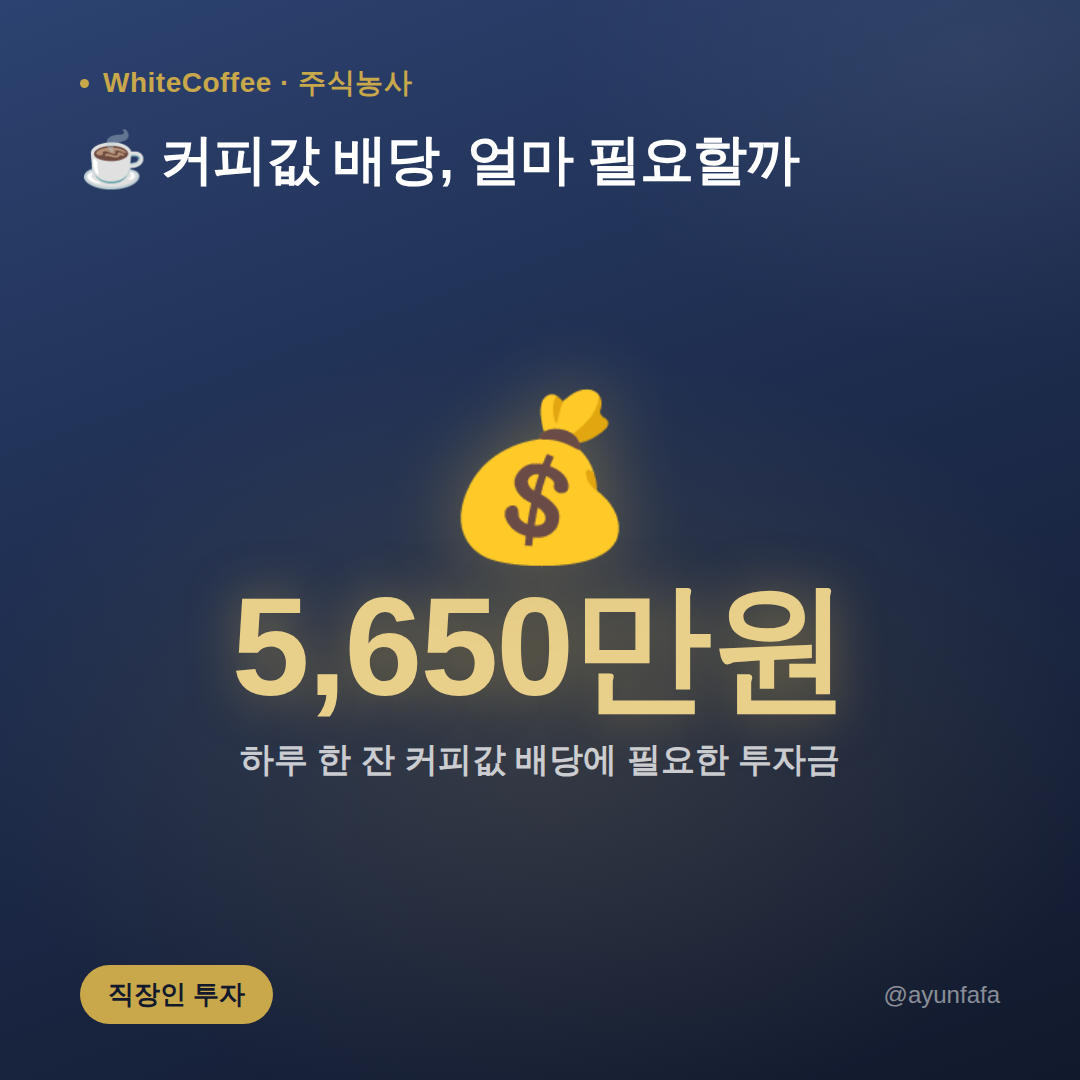 WhiteCoffee · 주식농사
☕ 커피값 배당, 얼마 필요할까
5,650만원
하루 한 잔 커피값 배당에 필요한 투자금
직장인 투자
@ayunfafa